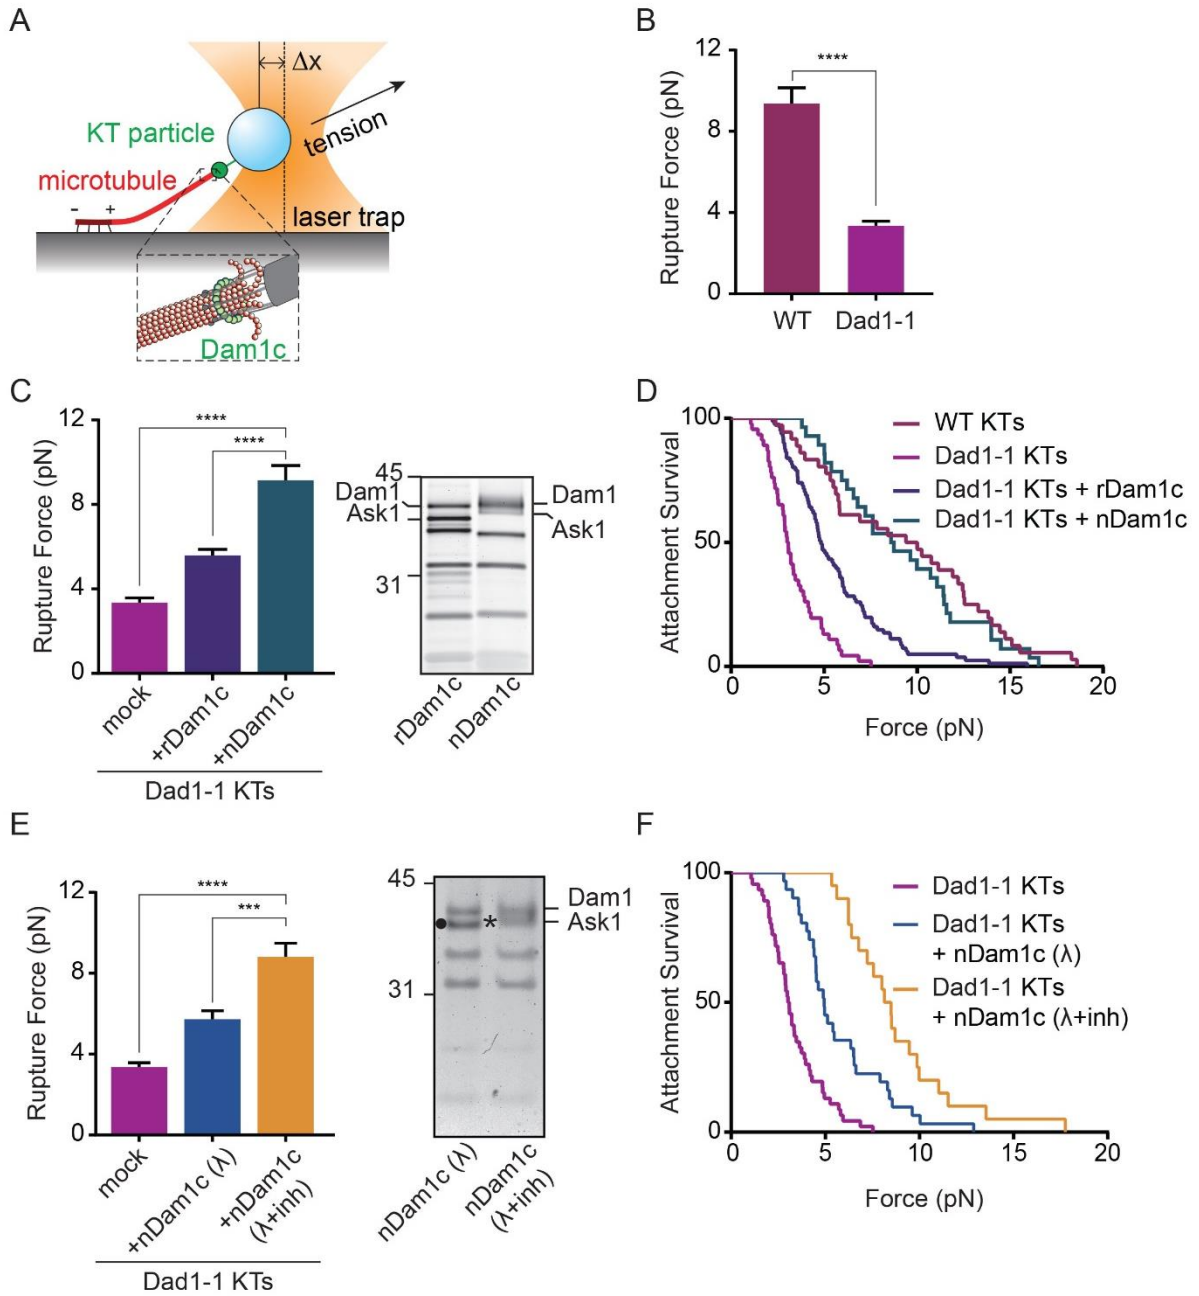 A
Δx
KT particle
tension
microtubule
- +
laser trap
Dam1c
B
12
8
4
0
Rupture Force (pN)
****
WT Dad1-1
C
12
8
4
0
Rupture Force (pN)
****
****
mock
+rDam1c
+nDam1c
Dad1-1 KTs
45
Dam1
Ask1
31
Dam1
Ask1
rDam1c
nDam1c
D
100
50
0
Attachment Survival
WT KTs
Dad1-1 KTs
Dad1-1 KTs + rDam1c
Dad1-1 KTs + nDam1c
0 5 10 15 20
Force (pN)
E
12
8
4
0
Rupture Force (pN)
****
***
mock
+nDam1c (λ)
+nDam1c
(λ+inh)
Dad1-1 KTs
45
31
*
Dam1
Ask1
nDam1c (λ)
nDam1c
(λ+inh)
F
100
50
0
Attachment Survival
Dad1-1 KTs
Dad1-1 KTs
+ nDam1c (λ)
Dad1-1 KTs
+ nDam1c (λ+inh)
0 5 10 15 20
Force (pN)